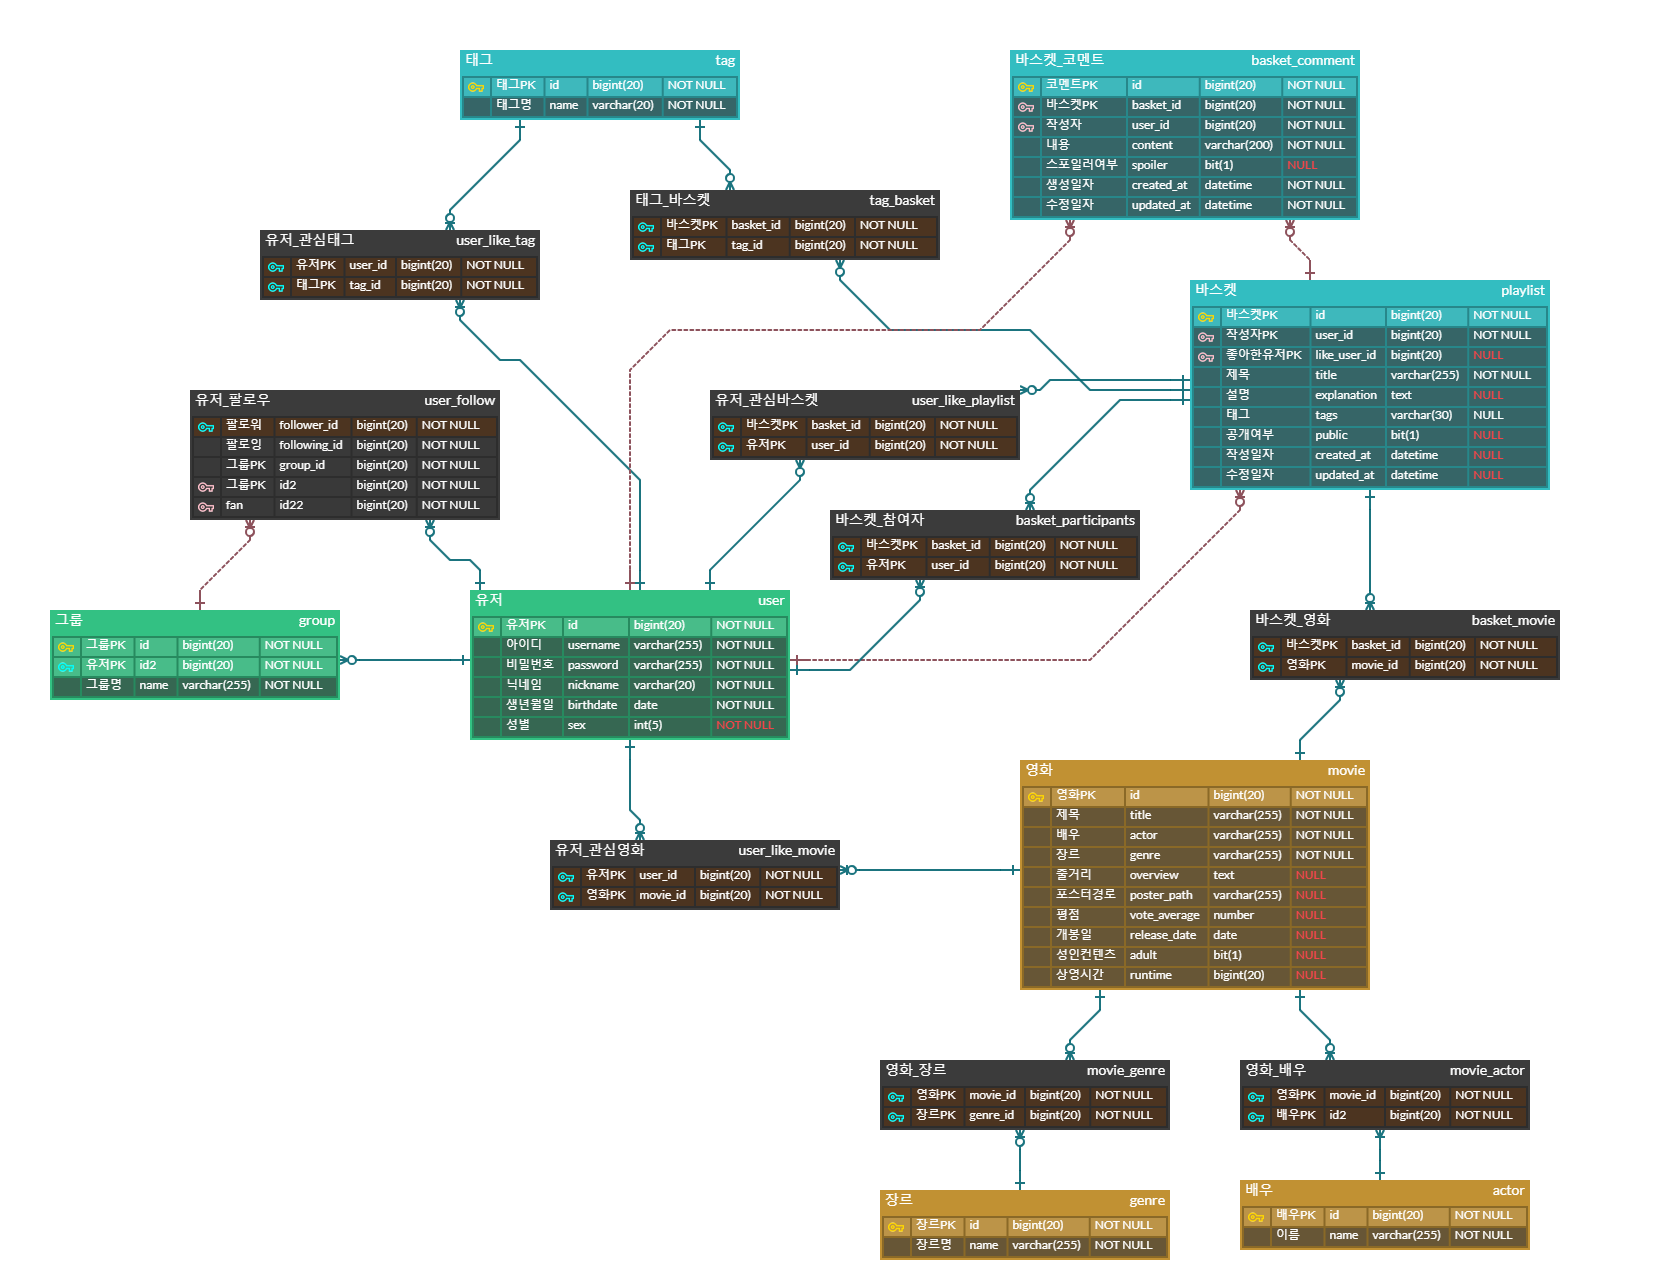 태그 tag
태그PK id bigint(20) NOT NULL
태그명 name varchar(20) NOT NULL
바스켓_코멘트 basket_comment
코멘트PK id bigint(20) NOT NULL
바스켓PK basket_id bigint(20) NOT NULL
작성자 user_id bigint(20) NOT NULL
내용 content varchar(200) NOT NULL
스포일러여부 spoiler bit(1) NULL
생성일자 created_at datetime NOT NULL
수정일자 updated_at datetime NOT NULL
태그_바스켓 tag_basket
바스켓PK basket_id bigint(20) NOT NULL
태그PK tag_id bigint(20) NOT NULL
유저_관심태그 user_like_tag
유저PK user_id bigint(20) NOT NULL
태그PK tag_id bigint(20) NOT NULL
바스켓 playlist
바스켓PK id bigint(20) NOT NULL
작성자PK user_id bigint(20) NOT NULL
좋아한유저PK like_user_id bigint(20) NULL
제목 title varchar(255) NOT NULL
설명 explanation text NULL
태그 tags varchar(30) NULL
공개여부 public bit(1) NULL
작성일자 created_at datetime NULL
수정일자 updated_at datetime NULL
유저_팔로우 user_follow
팔로워 follower_id bigint(20) NOT NULL
팔로잉 following_id bigint(20) NOT NULL
그룹PK group_id bigint(20) NOT NULL
그룹PK id2 bigint(20) NOT NULL
fan id22 bigint(20) NOT NULL
유저_관심바스켓 user_like_playlist
바스켓PK basket_id bigint(20) NOT NULL
유저PK user_id bigint(20) NOT NULL
바스켓_참여자 basket_participants
바스켓PK basket_id bigint(20) NOT NULL
유저PK user_id bigint(20) NOT NULL
그룹 group
그룹PK id bigint(20) NOT NULL
유저PK id2 bigint(20) NOT NULL
그룹명 name varchar(255) NOT NULL
유저 user
유저PK id bigint(20) NOT NULL
아이디 username varchar(255) NOT NULL
비밀번호 password varchar(255) NOT NULL
닉네임 nickname varchar(20) NOT NULL
생년월일 birthdate date NOT NULL
성별 sex int(5) NOT NULL
바스켓_영화 basket_movie
바스켓PK basket_id bigint(20) NOT NULL
영화PK movie_id bigint(20) NOT NULL
영화 movie
영화PK id bigint(20) NOT NULL
제목 title varchar(255) NOT NULL
배우 actor varchar(255) NOT NULL
장르 genre varchar(255) NOT NULL
줄거리 overview text NULL
포스터경로 poster_path varchar(255) NULL
평점 vote_average number NULL
개봉일 release_date date NULL
성인컨텐츠 adult bit(1) NULL
상영시간 runtime bigint(20) NULL
유저_관심영화 user_like_movie
유저PK user_id bigint(20) NOT NULL
영화PK movie_id bigint(20) NOT NULL
영화_장르 movie_genre
영화PK movie_id bigint(20) NOT NULL
장르PK genre_id bigint(20) NOT NULL
영화_배우 movie_actor
영화PK movie_id bigint(20) NOT NULL
배우PK id2 bigint(20) NOT NULL
장르 genre
장르PK id bigint(20) NOT NULL
장르명 name varchar(255) NOT NULL
배우 actor
배우PK id bigint(20) NOT NULL
이름 name varchar(255) NOT NULL